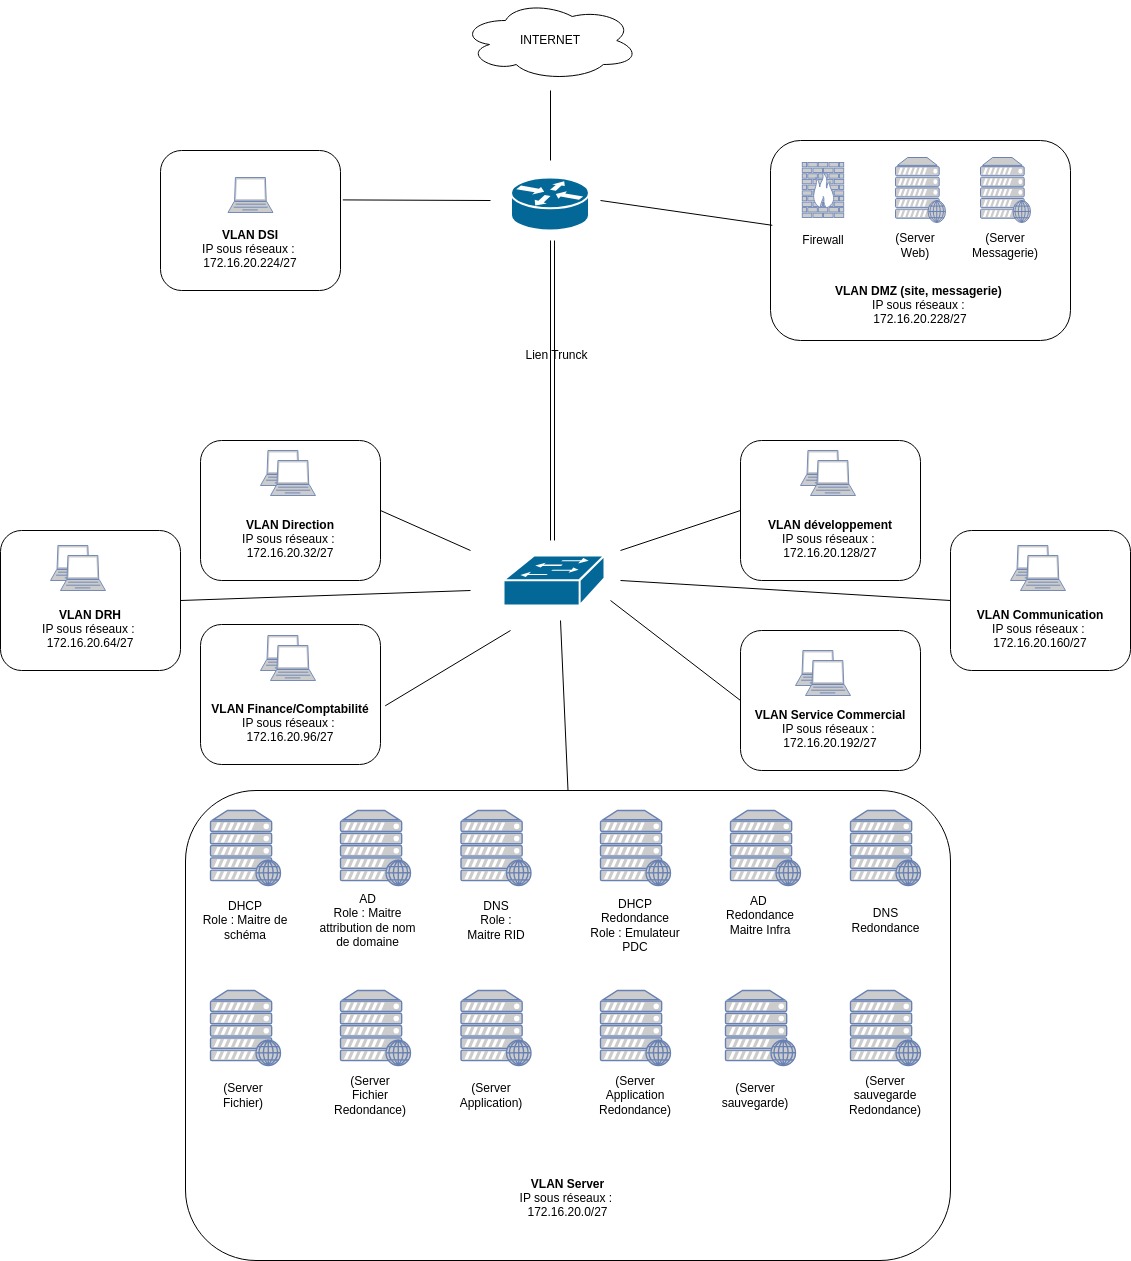 INTERNET
VLAN DSI
IP sous réseaux :
172.16.20.224/27
Firewall
(Server
Web)
(Server
Messagerie)
VLAN DMZ (site, messagerie)
IP sous réseaux :
172.16.20.228/27
Lien Trunck
VLAN Direction
IP sous réseaux :
172.16.20.32/27
VLAN développement
IP sous réseaux :
172.16.20.128/27
VLAN DRH
IP sous réseaux :
172.16.20.64/27
VLAN Communication
IP sous réseaux :
172.16.20.160/27
VLAN Finance/Comptabilité
IP sous réseaux :
172.16.20.96/27
VLAN Service Commercial
IP sous réseaux :
172.16.20.192/27
DHCP
Role : Maitre de
schéma
AD
Role : Maitre
attribution de nom
de domaine
DNS
Role :
Maitre RID
DHCP
Redondance
Role : Emulateur
PDC
AD
Redondance
Maitre Infra
DNS
Redondance
(Server
Fichier)
(Server
Fichier
Redondance)
(Server
Application)
(Server
Application
Redondance)
(Server
sauvegarde)
(Server
sauvegarde
Redondance)
VLAN Server
IP sous réseaux :
172.16.20.0/27